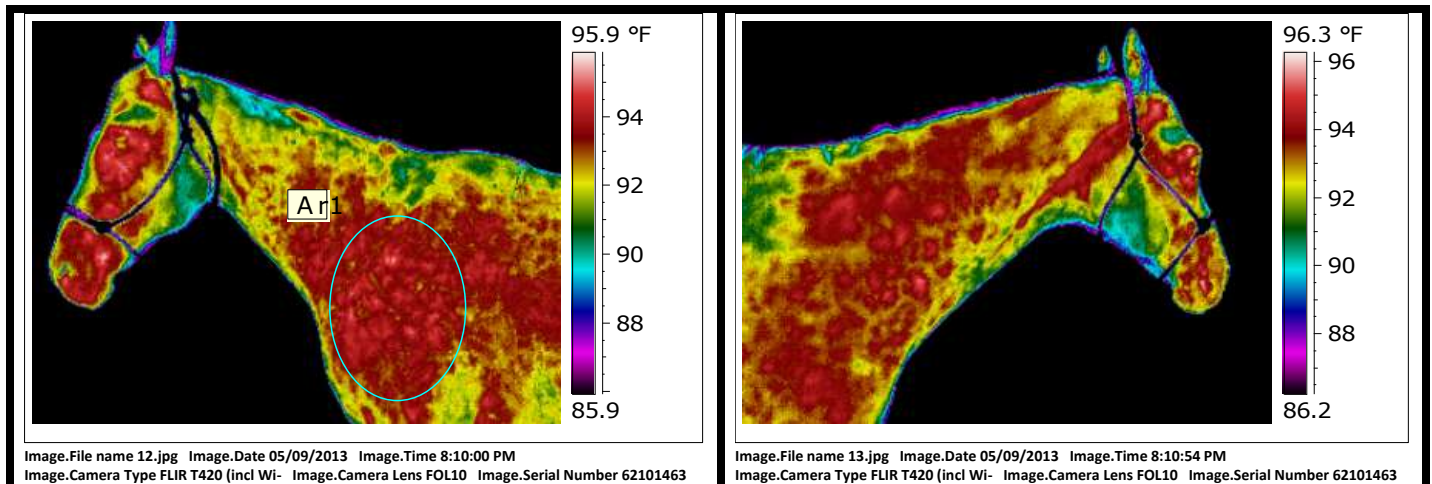 95.9 °F
94
92
90
88
85.9
Ar1
Image.File name 12.jpg Image.Date 05/09/2013 Image.Time 8:10:00 PM
Image.Camera Type FLIR T420 (incl Wi- Image.Camera Lens FOL10 Image.Serial Number 62101463
96.3 °F
96
94
92
90
88
86.2
Image.File name 13.jpg Image.Date 05/09/2013 Image.Time 8:10:54 PM
Image.Camera Type FLIR T420 (incl Wi- Image.Camera Lens FOL10 Image.Serial Number 62101463